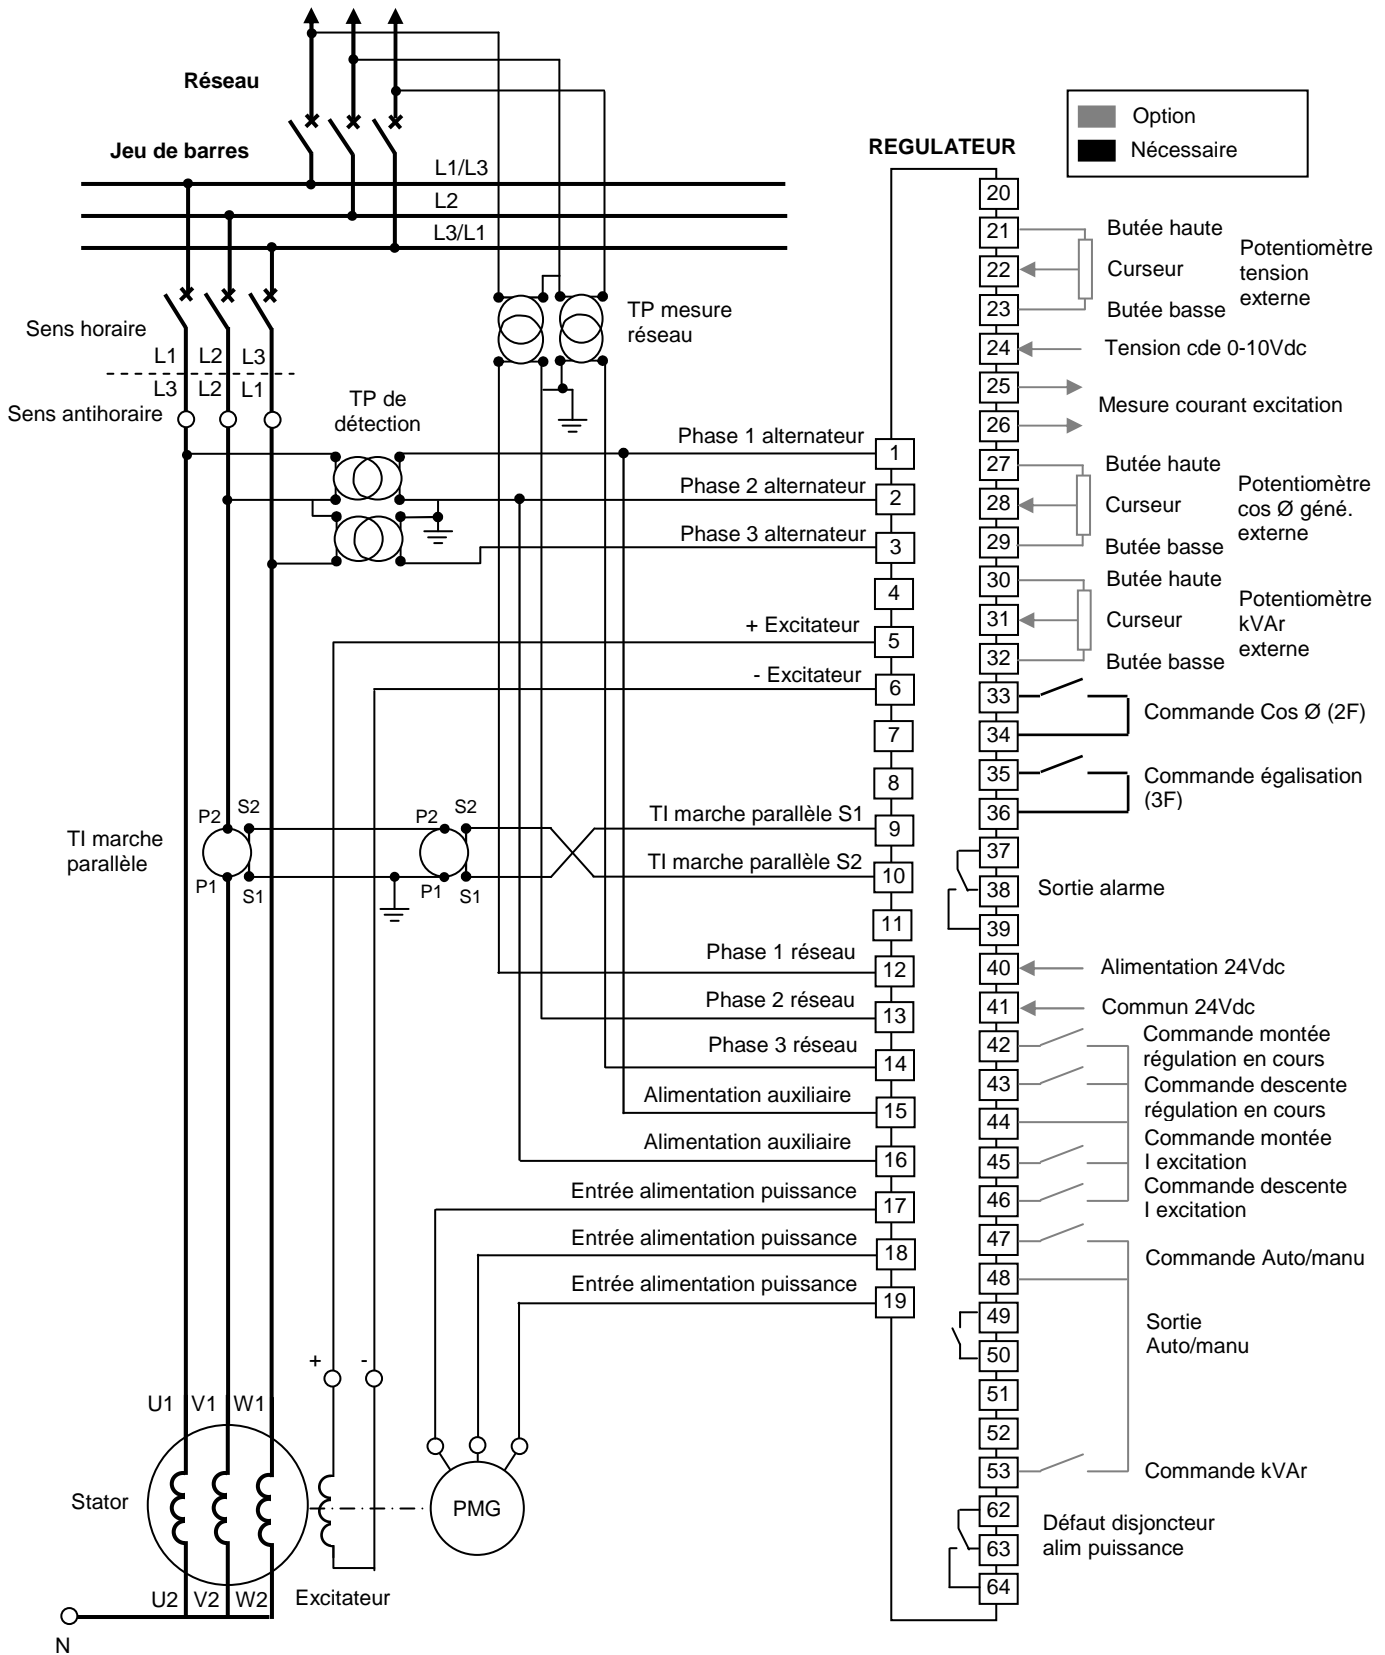 Réseau
Jeu de barres
L1/L3
L2
L3/L1
Option
Nécessaire
REGULATEUR
Sens horaire
L1 L2 L3
L3 L2 L1
Sens antihoraire
TP mesure
réseau
TP de
détection
Phase 1 alternateur
1
Phase 2 alternateur
2
Phase 3 alternateur
3
4
+ Excitateur
5
- Excitateur
6
7
8
TI marche
parallèle
P2 S2
P1 S1
P2 S2
P1 S1
TI marche parallèle S1
9
TI marche parallèle S2
10
11
Phase 1 réseau
12
Phase 2 réseau
13
Phase 3 réseau
14
Alimentation auxiliaire
15
Alimentation auxiliaire
16
Entrée alimentation puissance
17
Entrée alimentation puissance
18
Entrée alimentation puissance
19
+ -
U1 V1 W1
Stator
PMG
U2 V2 W2
Excitateur
N
20
21 Butée haute
22 Curseur
23 Butée basse
Potentiomètre
tension
externe
24 Tension cde 0-10Vdc
25
26
Mesure courant excitation
27 Butée haute
28 Curseur
29 Butée basse
Potentiomètre
cos Ø géné.
externe
30 Butée haute
31 Curseur
32 Butée basse
Potentiomètre
kVAr
externe
33
34
Commande Cos Ø (2F)
35
36
Commande égalisation
(3F)
37
38
39
Sortie alarme
40 Alimentation 24Vdc
41 Commun 24Vdc
42
Commande montée
régulation en cours
43
Commande descente
régulation en cours
44
45
Commande montée
I excitation
46
Commande descente
I excitation
47
48
Commande Auto/manu
49
50
Sortie
Auto/manu
51
52
53 Commande kVAr
62
63
64
Défaut disjoncteur
alim puissance